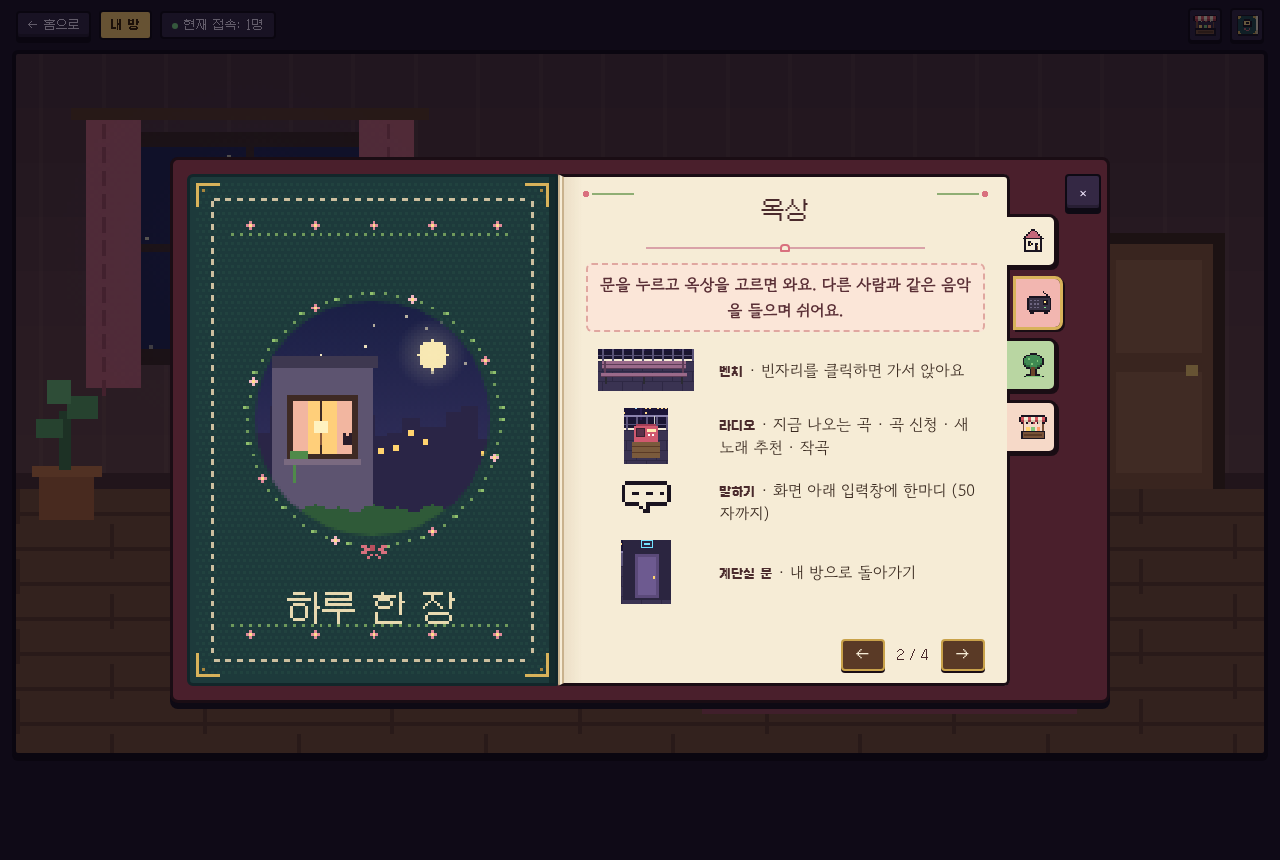 ← 홈으로
내 방
현재 접속: 1명
×
하루 한 장
옥상
문을 누르고 옥상을 고르면 와요. 다른 사람과 같은 음악
을 들으며 쉬어요.
벤치 · 빈자리를 클릭하면 가서 앉아요
라디오 · 지금 나오는 곡 · 곡 신청 · 새
노래 추천 · 작곡
말하기 · 화면 아래 입력창에 한마디 (50
자까지)
계단실 문 · 내 방으로 돌아가기
← 2 / 4 →